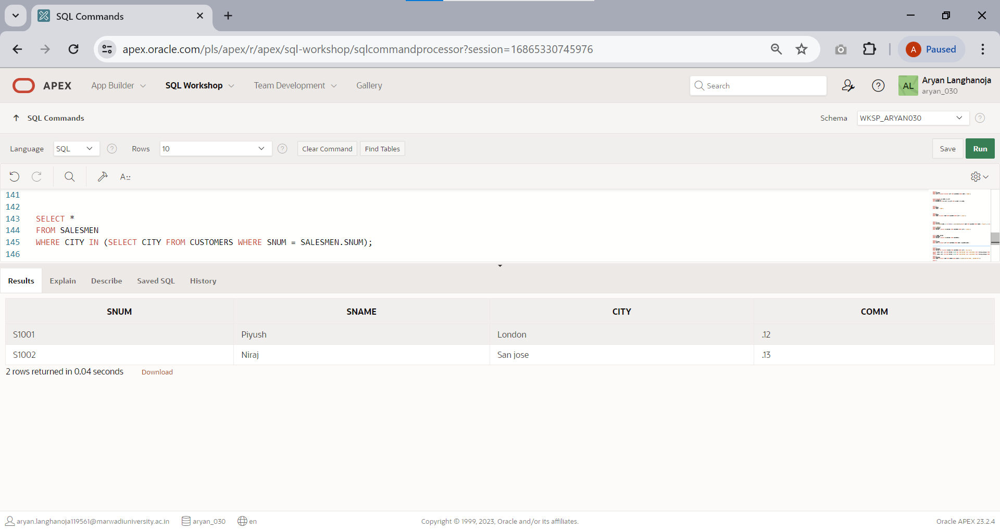 SQL Commands
apex.oracle.com/pls/apex/r/apex/sql-workshop/sqlcommandprocessor?session=16865330745976
A Paused
APEX App Builder SQL Workshop Team Development Gallery Search AL Aryan Langhanoja
aryan_030
SQL Commands Schema WKSP_ARYAN030
Language SQL Rows 10 Clear Command Find Tables Save Run
A
141
142
143 SELECT *
144 FROM SALESMEN
145 WHERE CITY IN (SELECT CITY FROM CUSTOMERS WHERE SNUM = SALESMEN.SNUM);
146
Results Explain Describe Saved SQL History
SNUM SNAME CITY COMM
S1001 Piyush London .12
S1002 Niraj San jose .13
2 rows returned in 0.04 seconds Download
aryan.langhanoja119561@marwadiuniversity.ac.in aryan_030 en Copyright © 1999, 2023, Oracle and/or its affiliates. Oracle APEX 23.2.4